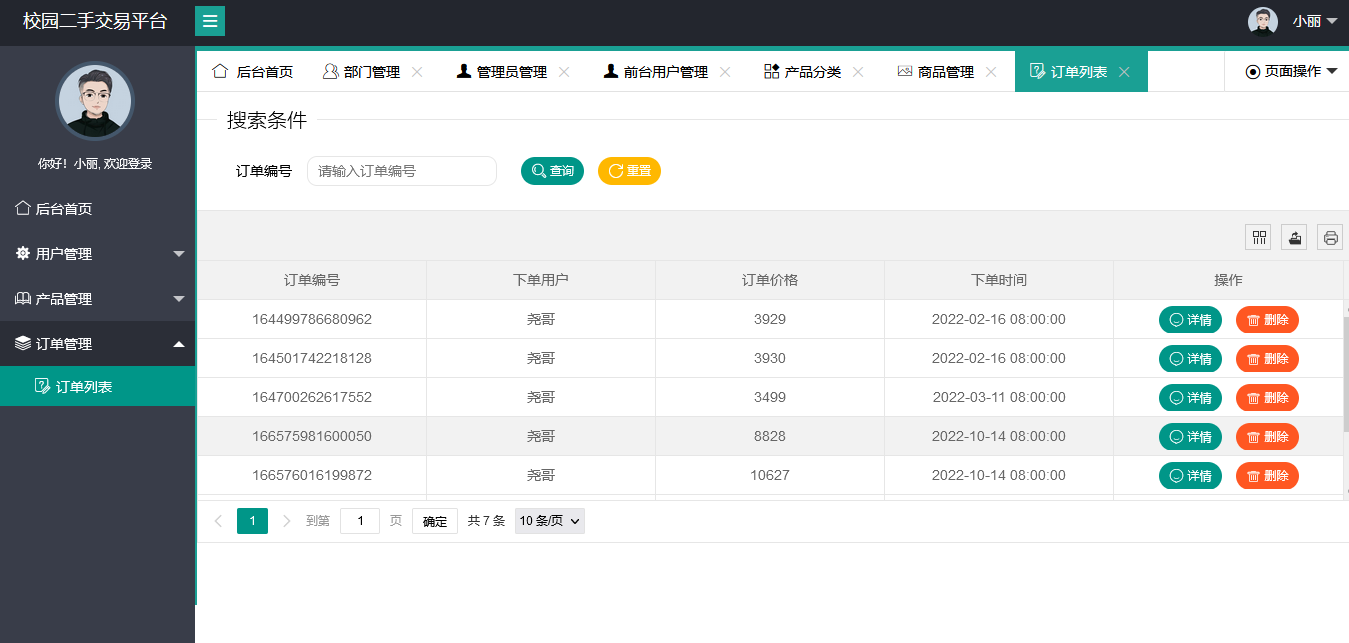 校园二手交易平台
小丽
你好！小丽, 欢迎登录
后台首页
用户管理
产品管理
订单管理
订单列表
后台首页 部门管理 管理员管理 前台用户管理 产品分类 商品管理 订单列表 页面操作
搜索条件
订单编号 请输入订单编号 查询 重置
订单编号 下单用户 订单价格 下单时间 操作
164499786680962 尧哥 3929 2022-02-16 08:00:00 详情 删除
164501742218128 尧哥 3930 2022-02-16 08:00:00 详情 删除
164700262617552 尧哥 3499 2022-03-11 08:00:00 详情 删除
166575981600050 尧哥 8828 2022-10-14 08:00:00 详情 删除
166576016199872 尧哥 10627 2022-10-14 08:00:00 详情 删除
1 到第 1 页 确定 共 7 条 10 条/页